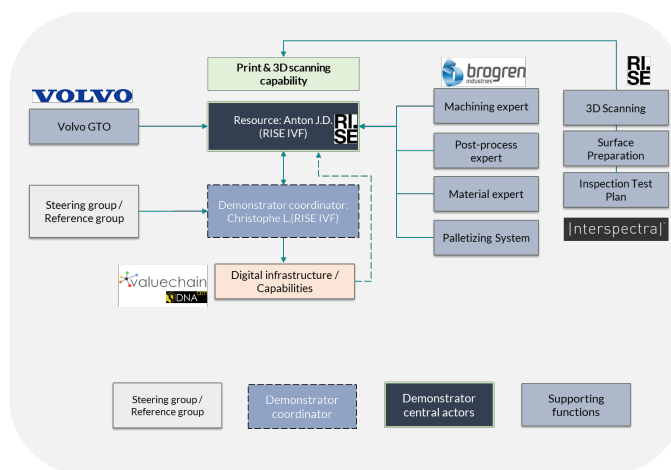 Print & 3D scanning
capability
VOLVO
Volvo GTO
Resource: Anton J.D.
(RISE IVF)
RI.
SE
brogren
industries
Machining expert
Post-process
expert
Material expert
Palletizing System
RI.
SE
3D Scanning
Surface
Preparation
Inspection Test
Plan
|interspectral|
Steering group /
Reference group
Demonstrator coordinator:
Christophe L.(RISE IVF)
valuechain
DNA
Digital infrastructure /
Capabilities
Steering group /
Reference group
Demonstrator
coordinator
Demonstrator
central actors
Supporting
functions